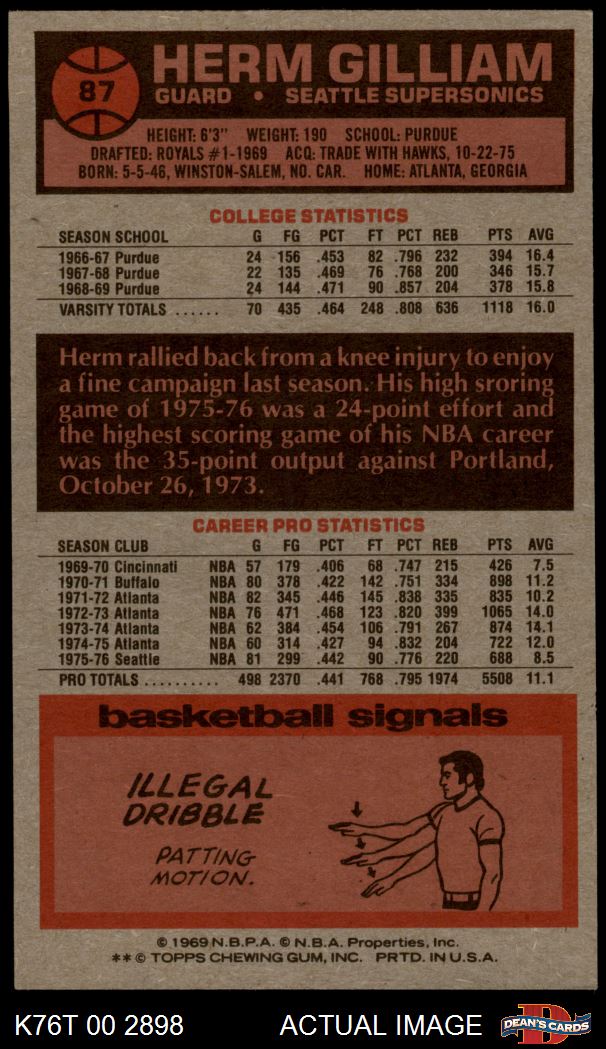 87
HERM GILLIAM
GUARD • SEATTLE SUPERSONICS
HEIGHT: 6'3" WEIGHT: 190 SCHOOL: PURDUE
DRAFTED: ROYALS #1-1969 ACQ: TRADE WITH HAWKS, 10-22-75
BORN: 5-5-46, WINSTON-SALEM, NO. CAR. HOME: ATLANTA, GEORGIA
COLLEGE STATISTICS
SEASON SCHOOL G FG PCT FT PCT REB PTS AVG
1966-67 Purdue 24 156 .453 82 .796 232 394 16.4
1967-68 Purdue 22 135 .469 76 .768 200 346 15.7
1968-69 Purdue 24 144 .471 90 .857 204 378 15.8
VARSITY TOTALS ...... 70 435 .464 248 .808 636 1118 16.0
Herm rallied back from a knee injury to enjoy
a fine campaign last season. His high sroring
game of 1975-76 was a 24-point effort and
the highest scoring game of his NBA career
was the 35-point output against Portland,
October 26, 1973.
CAREER PRO STATISTICS
SEASON CLUB G FG PCT FT PCT REB PTS AVG
1969-70 Cincinnati NBA 57 179 .406 68 .747 215 426 7.5
1970-71 Buffalo NBA 80 378 .422 142 .751 334 898 11.2
1971-72 Atlanta NBA 82 345 .446 145 .838 335 835 10.2
1972-73 Atlanta NBA 76 471 .468 123 .820 399 1065 14.0
1973-74 Atlanta NBA 62 384 .454 106 .791 267 874 14.1
1974-75 Atlanta NBA 60 314 .427 94 .832 204 722 12.0
1975-76 Seattle NBA 81 299 .442 90 .776 220 688 8.5
PRO TOTALS .......... 498 2370 .441 768 .795 1974 5508 11.1
basketball signals
ILLEGAL
DRIBBLE
PATTING
MOTION.
© 1969 N.B.P.A. © N.B.A. Properties, Inc.
** © TOPPS CHEWING GUM, INC. PRTD. IN U.S.A.
K76T 00 2898 ACTUAL IMAGE D DEAN'S CARDS